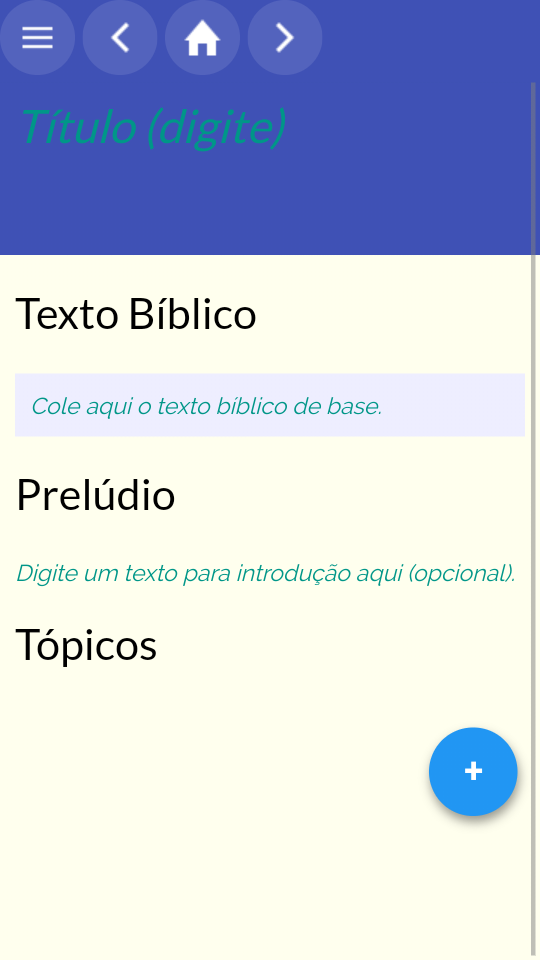 Título (digite)
Texto Bíblico
Cole aqui o texto bíblico de base.
Prelúdio
Digite um texto para introdução aqui (opcional).
Tópicos
+